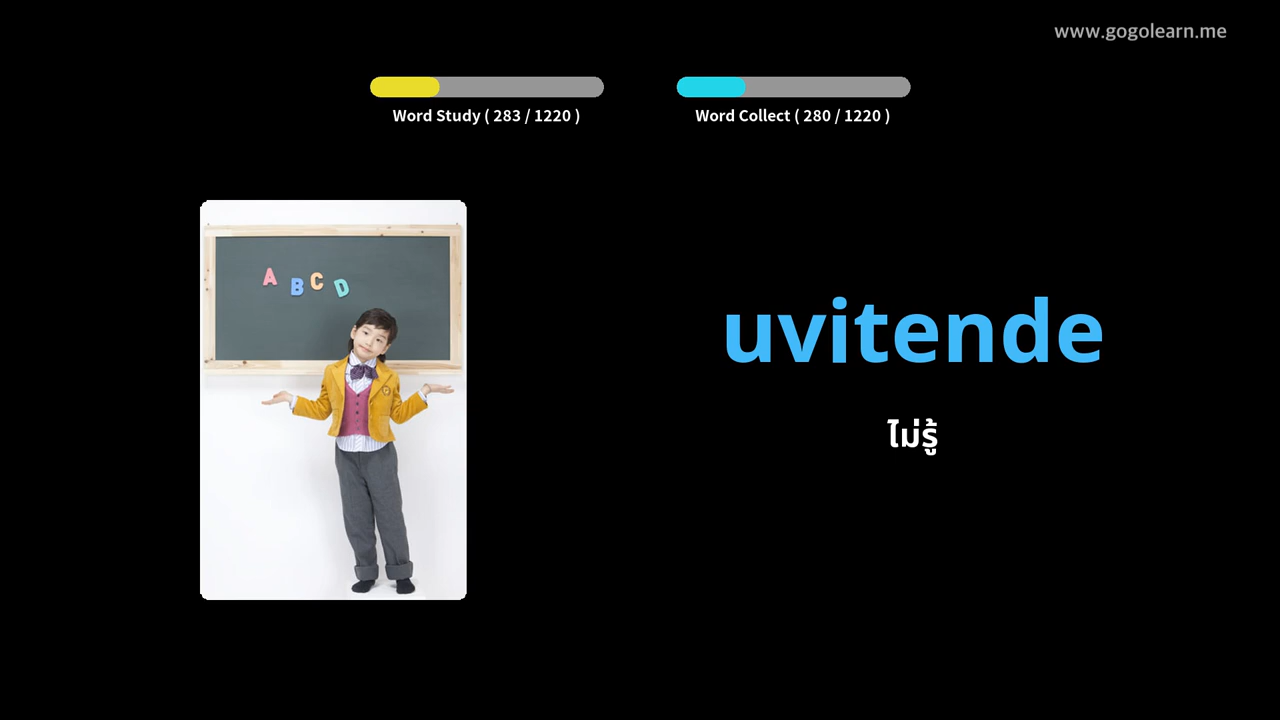 www.gogolearn.me
Word Study ( 283 / 1220 )
Word Collect ( 280 / 1220 )
A B C D
uvitende
ไม่รู้